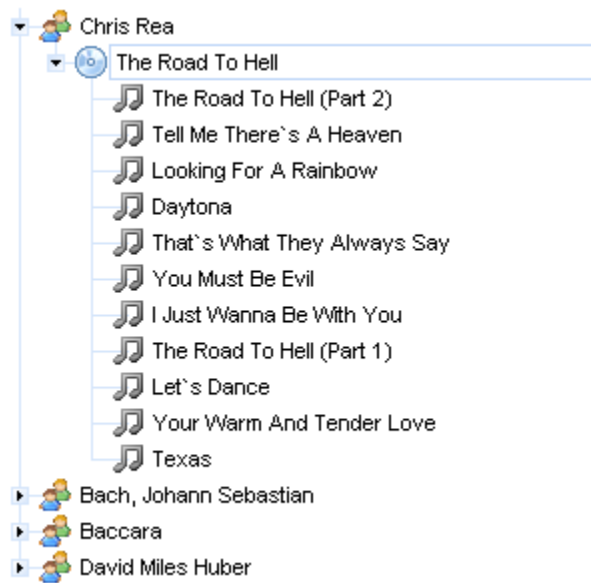 Chris Rea
The Road To Hell
The Road To Hell (Part 2)
Tell Me There`s A Heaven
Looking For A Rainbow
Daytona
That`s What They Always Say
You Must Be Evil
I Just Wanna Be With You
The Road To Hell (Part 1)
Let`s Dance
Your Warm And Tender Love
Texas
Bach, Johann Sebastian
Baccara
David Miles Huber